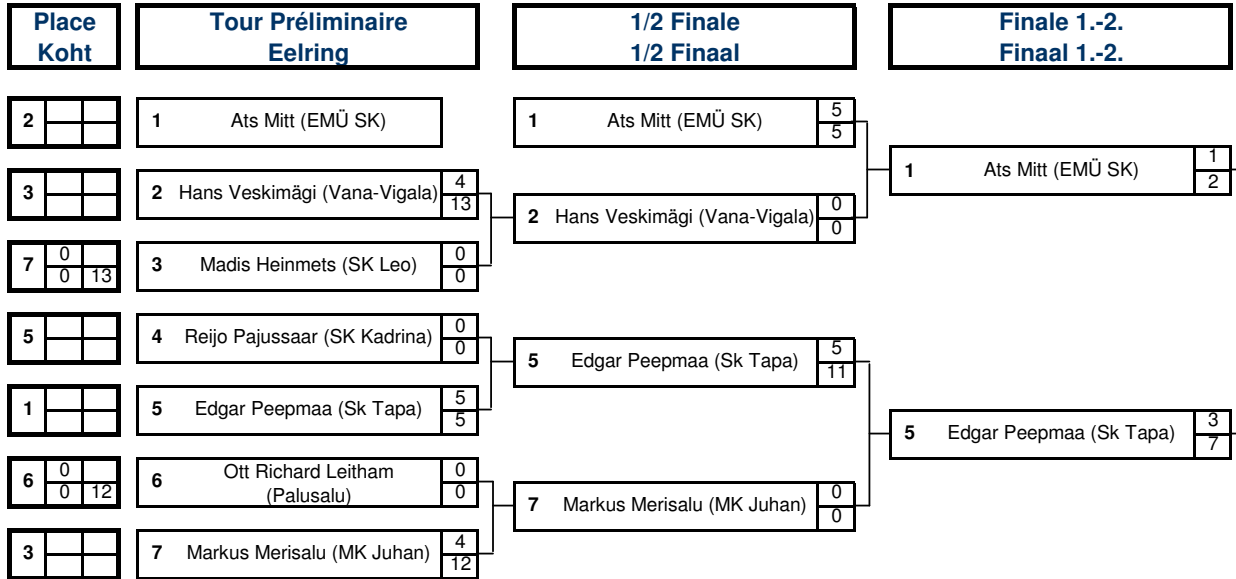 Place
Koht
Tour Préliminaire
Eelring
1/2 Finale
1/2 Finaal
Finale 1.-2.
Finaal 1.-2.
2
1 Ats Mitt (EMÜ SK)
1 Ats Mitt (EMÜ SK) 5
5
1 Ats Mitt (EMÜ SK) 1
2
3
2 Hans Veskimägi (Vana-Vigala) 4
13
2 Hans Veskimägi (Vana-Vigala) 0
0
7 0
0 13
3 Madis Heinmets (SK Leo) 0
0
5
4 Reijo Pajussaar (SK Kadrina) 0
0
5 Edgar Peepmaa (Sk Tapa) 5
11
1
5 Edgar Peepmaa (Sk Tapa) 5
5
5 Edgar Peepmaa (Sk Tapa) 3
7
6 0
0 12
6 Ott Richard Leitham
(Palusalu)
0
0
7 Markus Merisalu (MK Juhan) 0
0
3
7 Markus Merisalu (MK Juhan) 4
12